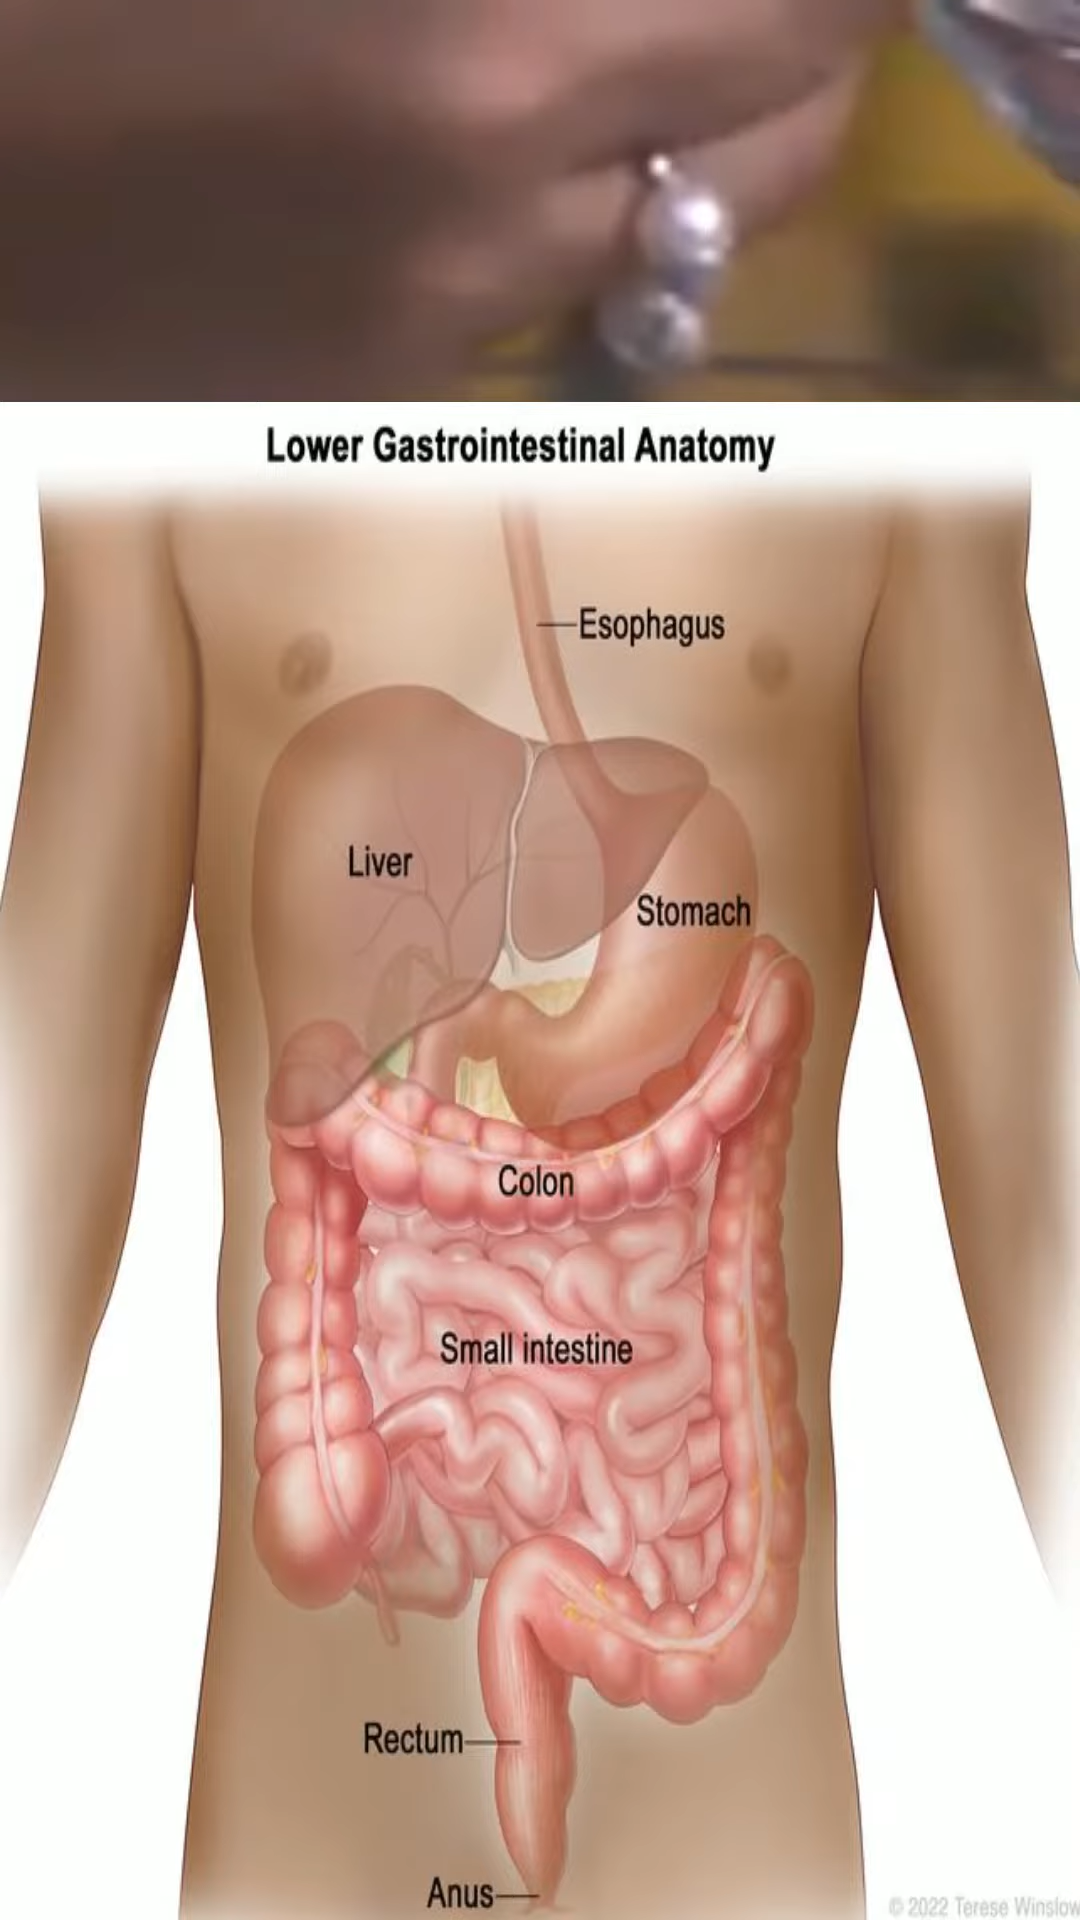 Lower Gastrointestinal Anatomy
Esophagus
Liver
Stomach
Colon
Small intestine
Rectum
Anus
© 2022 Terese Winslow